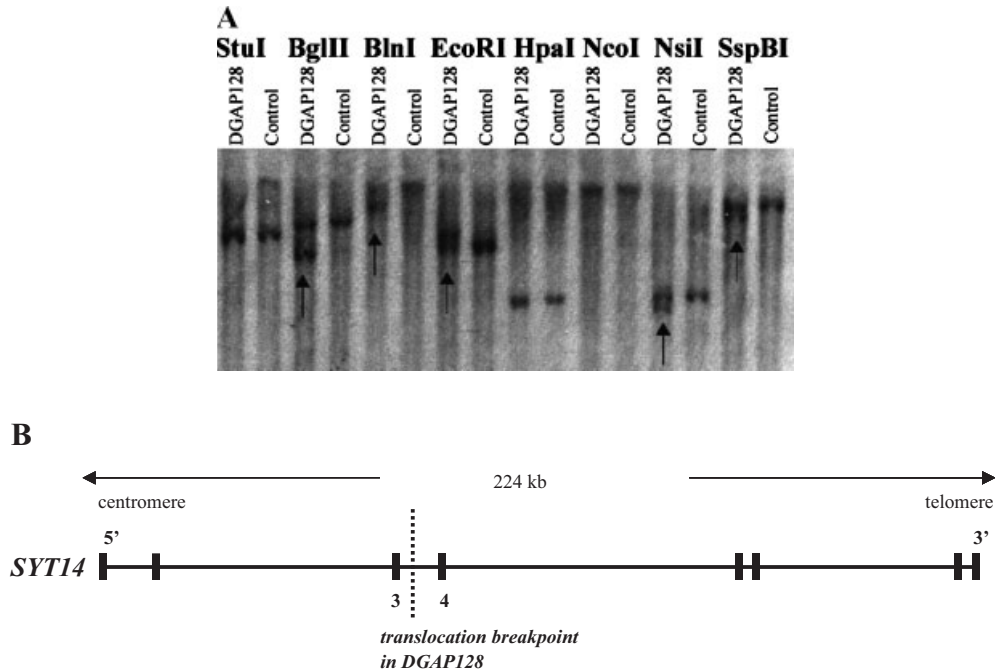 A
StuI BglII BlnI EcoRI HpaI NcoI NsiI SspBI
DGAP128 Control DGAP128 Control DGAP128 Control DGAP128 Control DGAP128 Control DGAP128 Control DGAP128 Control DGAP128 Control
B
224 kb
centromere telomere
5’ 3’
SYT14
3 4
translocation breakpoint
in DGAP128